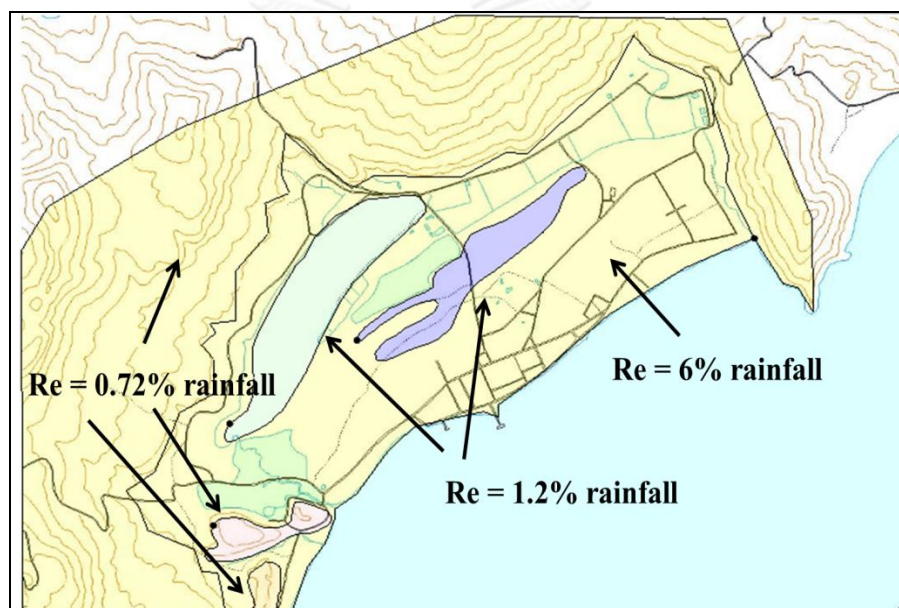 Re = 6% rainfall
Re = 0.72% rainfall
Re = 1.2% rainfall